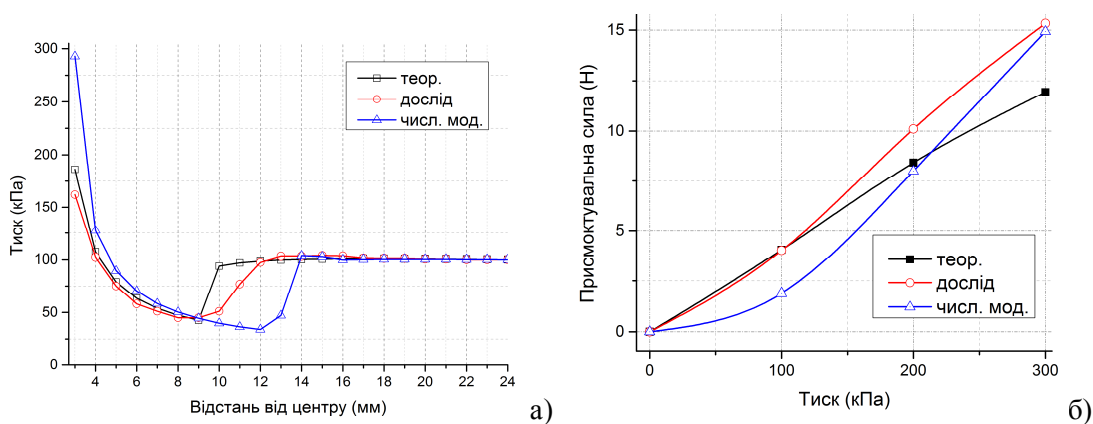 300
250
200
150
100
50
0
Тиск (кПа)
теор.
дослід
числ. мод.
4 6 8 10 12 14 16 18 20 22 24
Відстань від центру (мм)
а)
15
10
5
0
Присмоктувальна сила (Н)
теор.
дослід
числ. мод.
0 100 200 300
Тиск (кПа)
б)